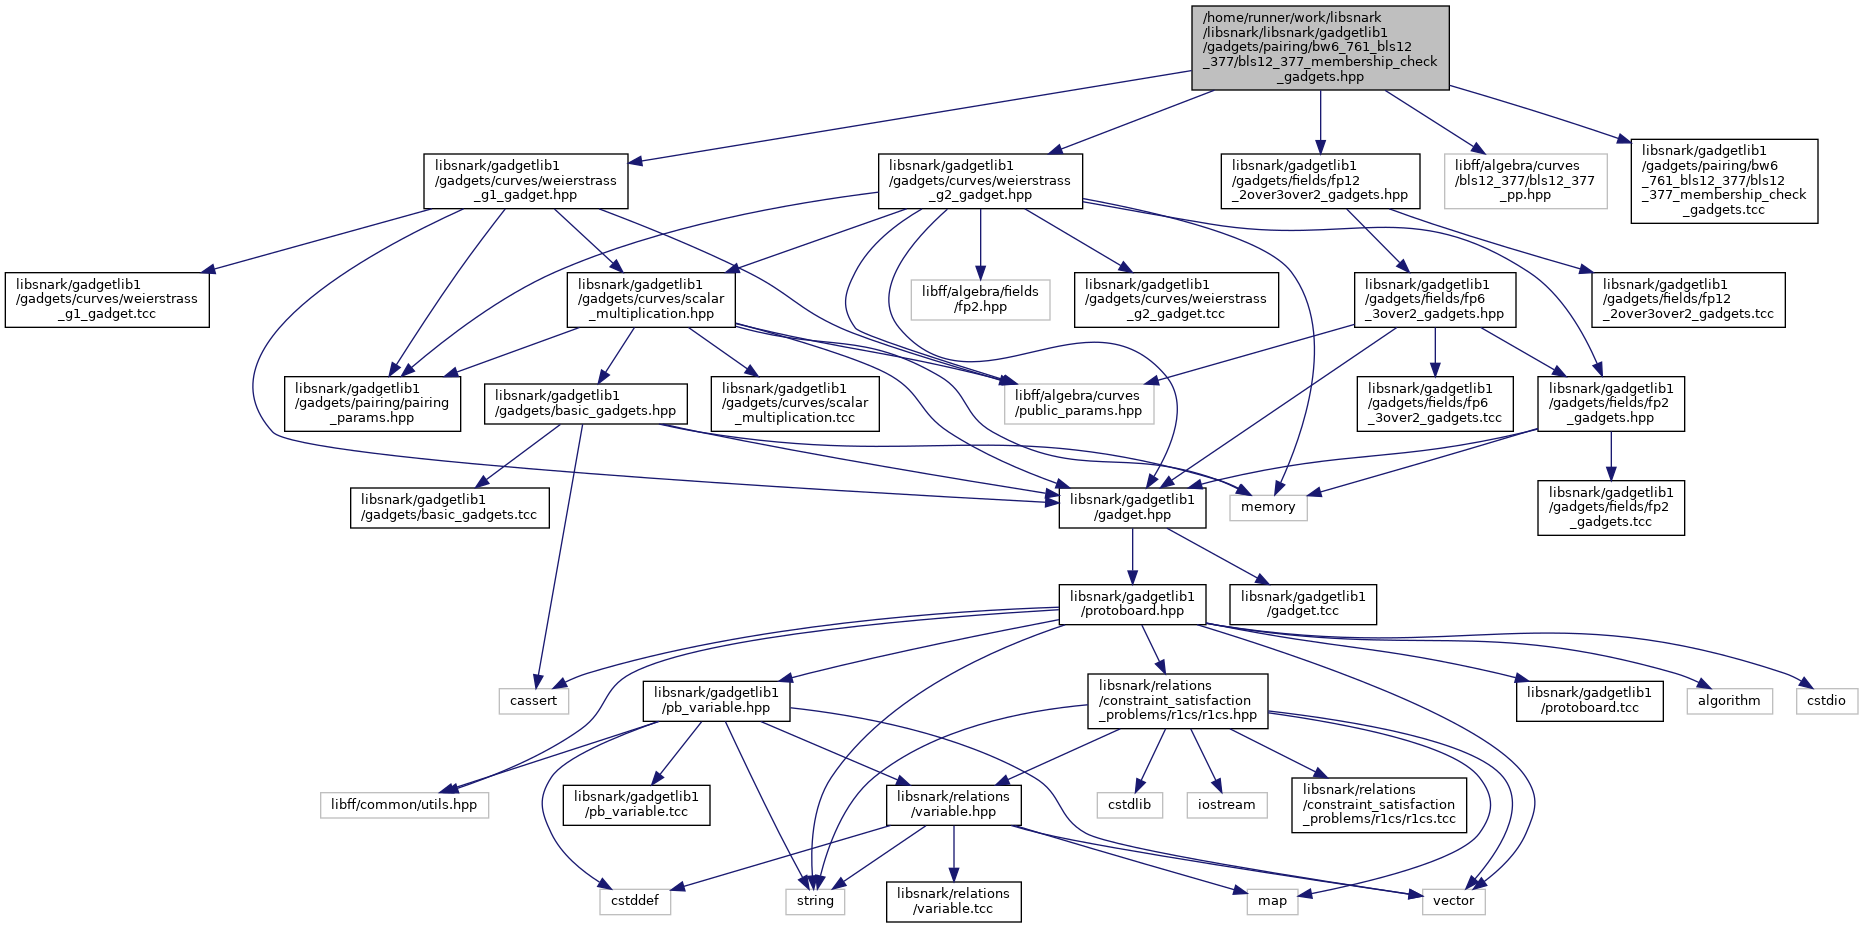 /home/runner/work/libsnark
/libsnark/libsnark/gadgetlib1
/gadgets/pairing/bw6_761_bls12
_377/bls12_377_membership_check
_gadgets.hpp
libsnark/gadgetlib1
/gadgets/curves/weierstrass
_g1_gadget.hpp
libsnark/gadgetlib1
/gadgets/curves/weierstrass
_g2_gadget.hpp
libsnark/gadgetlib1
/gadgets/fields/fp12
_2over3over2_gadgets.hpp
libff/algebra/curves
/bls12_377/bls12_377
_pp.hpp
libsnark/gadgetlib1
/gadgets/pairing/bw6
_761_bls12_377/bls12
_377_membership_check
_gadgets.tcc
libsnark/gadgetlib1
/gadgets/curves/weierstrass
_g1_gadget.tcc
libsnark/gadgetlib1
/gadgets/curves/scalar
_multiplication.hpp
libff/algebra/fields
/fp2.hpp
libsnark/gadgetlib1
/gadgets/curves/weierstrass
_g2_gadget.tcc
libsnark/gadgetlib1
/gadgets/fields/fp6
_3over2_gadgets.hpp
libsnark/gadgetlib1
/gadgets/fields/fp12
_2over3over2_gadgets.tcc
libsnark/gadgetlib1
/gadgets/pairing/pairing
_params.hpp
libsnark/gadgetlib1
/gadgets/basic_gadgets.hpp
libsnark/gadgetlib1
/gadgets/curves/scalar
_multiplication.tcc
libff/algebra/curves
/public_params.hpp
libsnark/gadgetlib1
/gadgets/fields/fp6
_3over2_gadgets.tcc
libsnark/gadgetlib1
/gadgets/fields/fp2
_gadgets.hpp
libsnark/gadgetlib1
/gadgets/basic_gadgets.tcc
libsnark/gadgetlib1
/gadget.hpp
memory
libsnark/gadgetlib1
/gadgets/fields/fp2
_gadgets.tcc
libsnark/gadgetlib1
/protoboard.hpp
libsnark/gadgetlib1
/gadget.tcc
cassert
libsnark/gadgetlib1
/pb_variable.hpp
libsnark/relations
/constraint_satisfaction
_problems/r1cs/r1cs.hpp
libsnark/gadgetlib1
/protoboard.tcc
algorithm
cstdio
libff/common/utils.hpp
libsnark/gadgetlib1
/pb_variable.tcc
libsnark/relations
/variable.hpp
cstdlib
iostream
libsnark/relations
/constraint_satisfaction
_problems/r1cs/r1cs.tcc
cstddef
string
libsnark/relations
/variable.tcc
map
vector